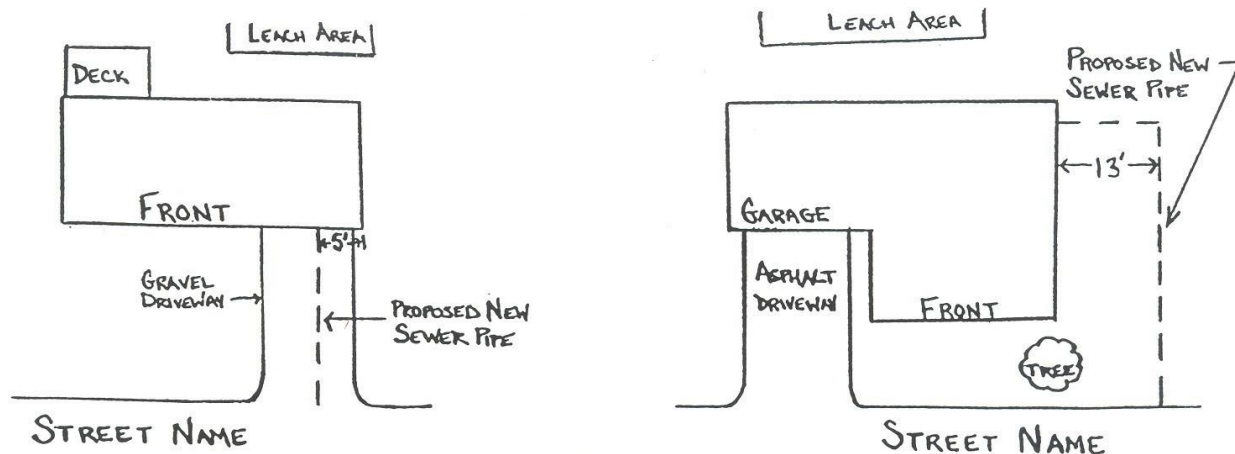 LEACH AREA
DECK
FRONT
5'
GRAVEL
DRIVEWAY
PROPOSED NEW
SEWER PIPE
STREET NAME
LEACH AREA
PROPOSED NEW
SEWER PIPE
13'
GARAGE
ASPHALT
DRIVEWAY
FRONT
TREE
STREET NAME